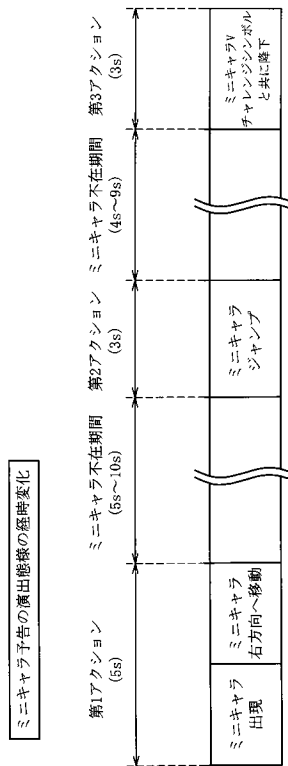 ミニキャラ予告の演出態様の経時変化
第1アクション
(5s)
ミニキャラ不在期間
(5s～10s)
第2アクション
(3s)
ミニキャラ不在期間
(4s～9s)
第3アクション
(3s)
ミニキャラ
出現
ミニキャラ
右方向へ移動
ミニキャラ
ジャンプ
ミニキャラV
チャレンジシンボル
と共に降下